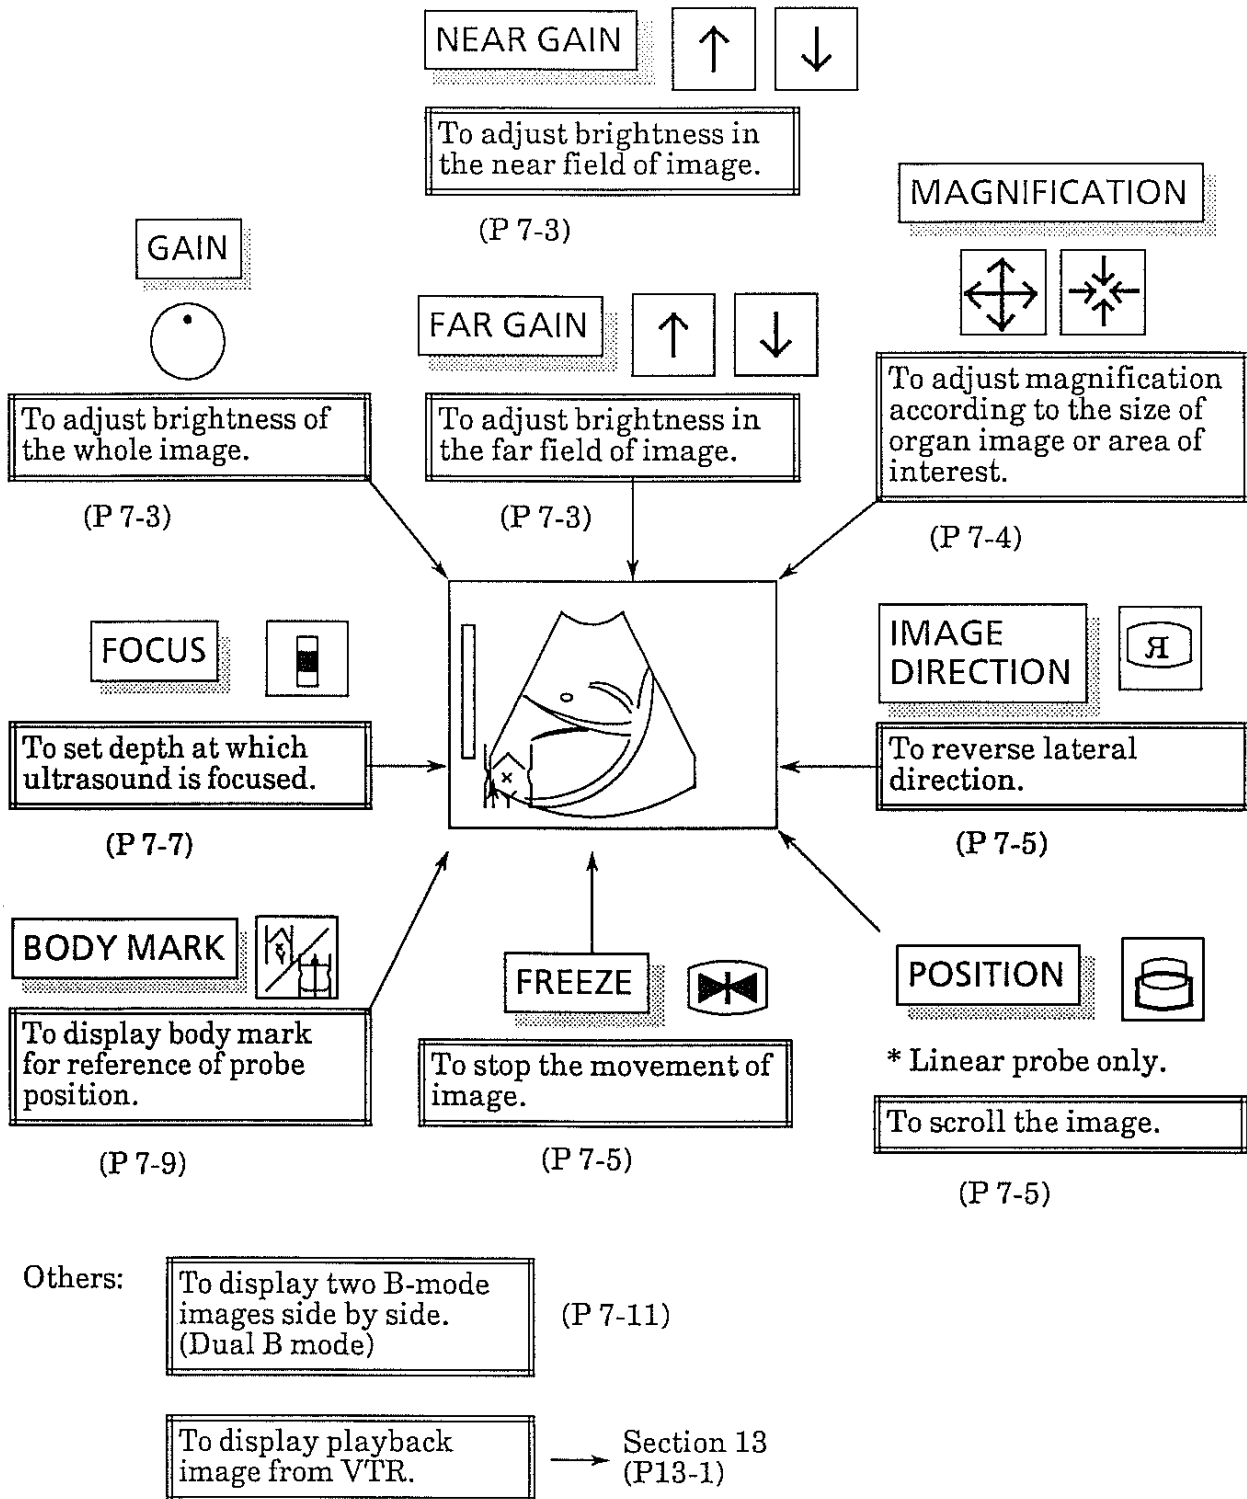 NEAR GAIN
To adjust brightness in
the near field of image.
(P 7-3)
MAGNIFICATION
To adjust magnification
according to the size of
organ image or area of
interest.
(P 7-4)
GAIN
To adjust brightness of
the whole image.
(P 7-3)
FAR GAIN
To adjust brightness in
the far field of image.
(P 7-3)
FOCUS
To set depth at which
ultrasound is focused.
(P 7-7)
IMAGE
DIRECTION
Я
To reverse lateral
direction.
(P 7-5)
BODY MARK
To display body mark
for reference of probe
position.
(P 7-9)
FREEZE
To stop the movement of
image.
(P 7-5)
POSITION
* Linear probe only.
To scroll the image.
(P 7-5)
Others:
To display two B-mode
images side by side.
(Dual B mode)
(P 7-11)
To display playback
image from VTR.
Section 13
(P13-1)